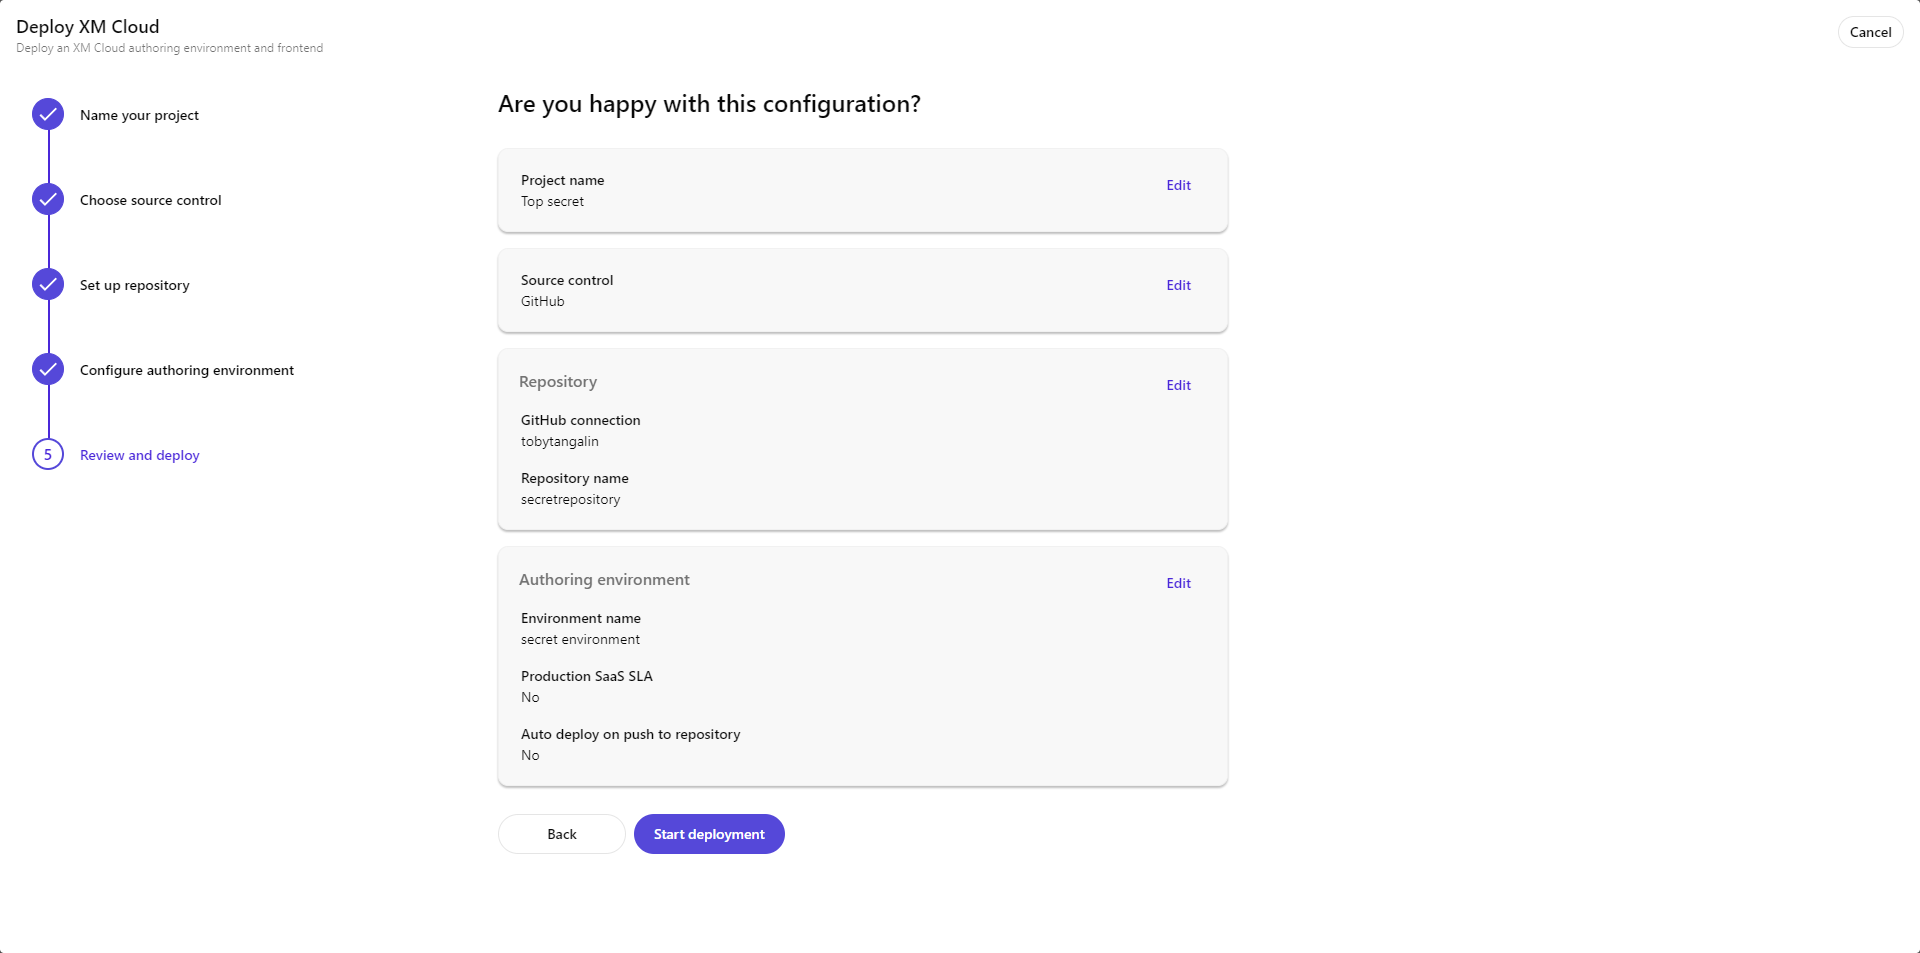 Deploy XM Cloud
Deploy an XM Cloud authoring environment and frontend
Cancel
Name your project
Choose source control
Set up repository
Configure authoring environment
5
Review and deploy
Are you happy with this configuration?
Project name
Edit
Top secret
Source control
Edit
GitHub
Repository
Edit
GitHub connection
tobytangalin
Repository name
secretrepository
Authoring environment
Edit
Environment name
secret environment
Production SaaS SLA
No
Auto deploy on push to repository
No
Back
Start deployment